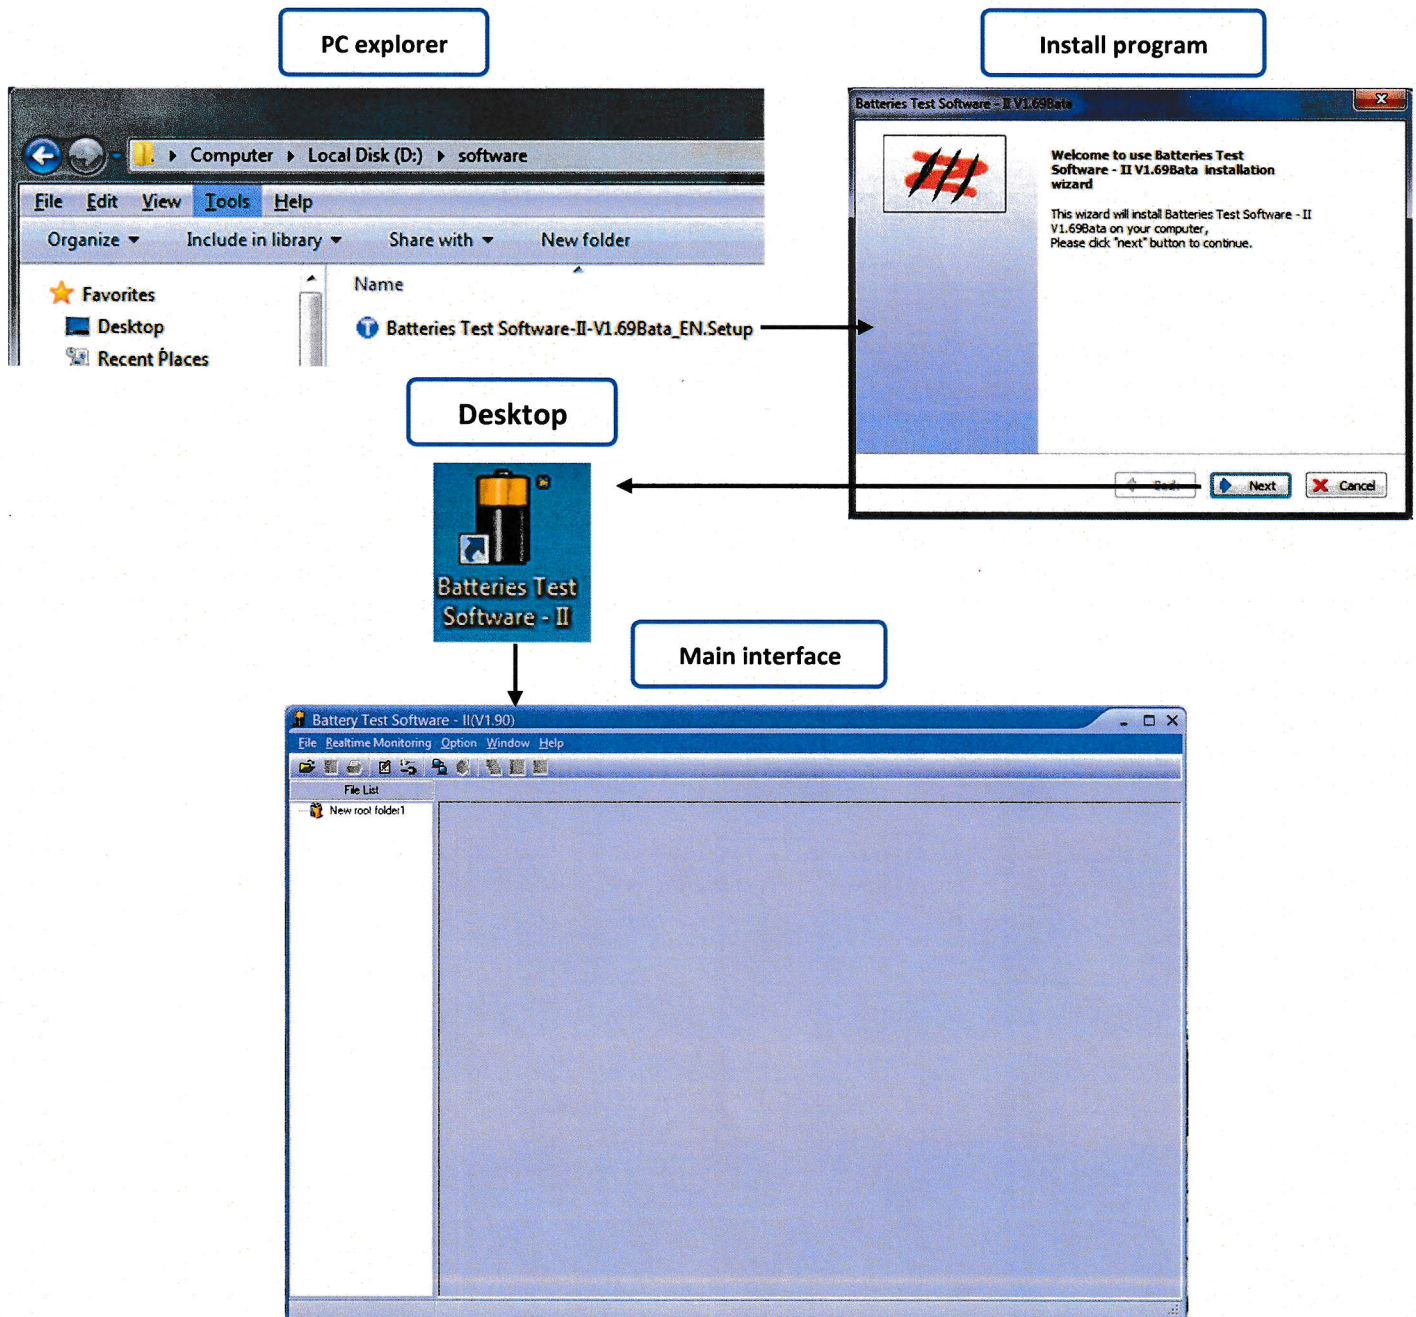 PC explorer
Install program
Computer ▸ Local Disk (D:) ▸ software
File Edit View Tools Help
Organize Include in library Share with New folder
Favorites
Desktop
Recent Places
Name
Batteries Test Software-II-V1.69Bata_EN.Setup
Batteries Test Software - II V1.69Bata
Welcome to use Batteries Test
Software - II V1.69Bata installation
wizard
This wizard will install Batteries Test Software - II
V1.69Bata on your computer,
Please click "next" button to continue.
Back Next Cancel
Desktop
Batteries Test
Software - II
Main interface
Battery Test Software - II(V1.90)
File Realtime Monitoring Option Window Help
File List
New root folder1